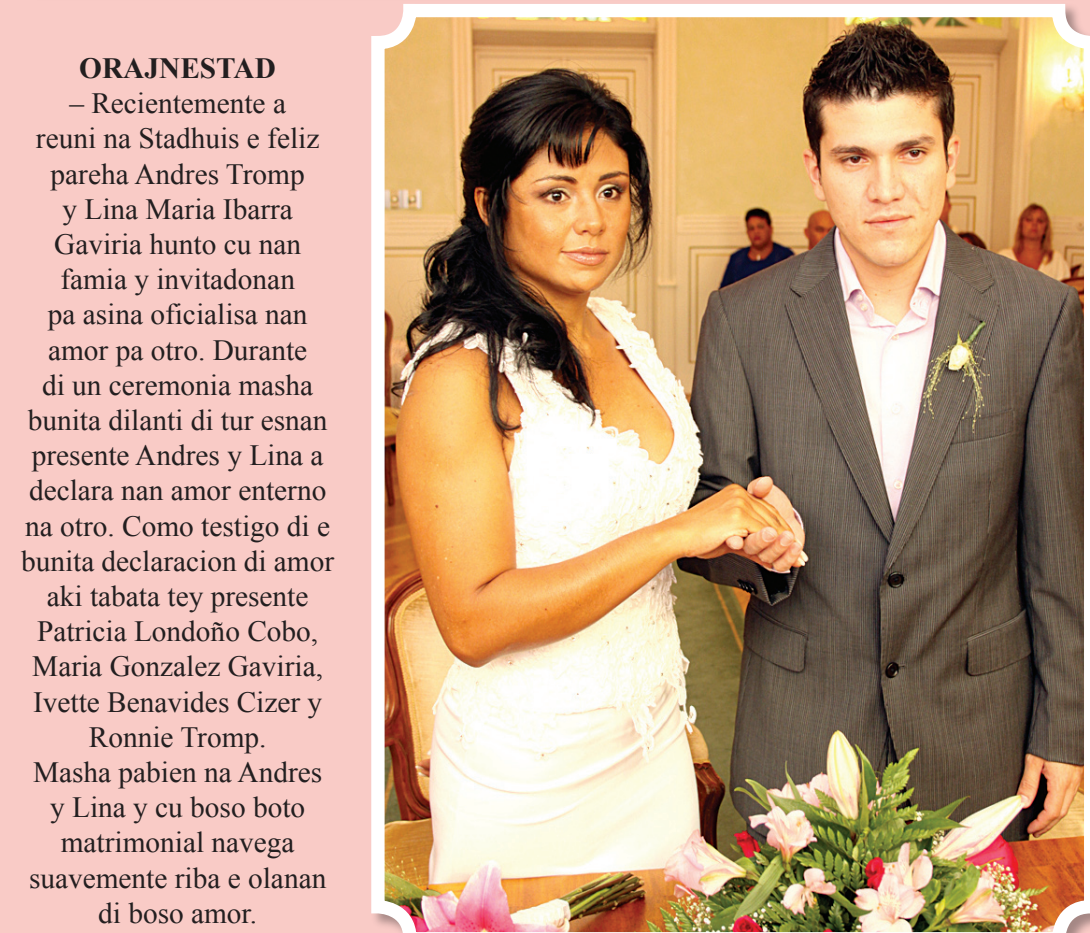 ORAJNESTAD
– Recientemente a
reuni na Stadhuis e feliz
pareha Andres Tromp
y Lina Maria Ibarra
Gaviria hunto cu nan
famia y invitadonan
pa asina oficialisa nan
amor pa otro. Durante
di un ceremonia masha
bunita dilanti di tur esnan
presente Andres y Lina a
declara nan amor enterno
na otro. Como testigo di e
bunita declaracion di amor
aki tabata tey presente
Patricia Londoño Cobo,
Maria Gonzalez Gaviria,
Ivette Benavides Cizer y
Ronnie Tromp.
Masha pabien na Andres
y Lina y cu boso boto
matrimonial navega
suavemente riba e olanan
di boso amor.